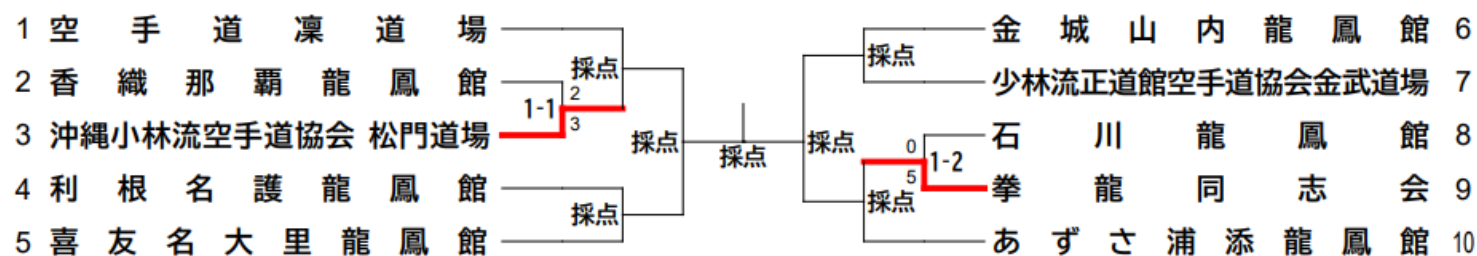 1 空手道凜道場
採点
2 香織那覇龍鳳館
1-1 2
3
3 沖縄小林流空手道協会 松門道場
採点
4 利根名護龍鳳館
採点
5 喜友名大里龍鳳館
採点
金城山内龍鳳館 6
採点
少林流正道館空手道協会金武道場 7
採点
石川龍鳳館 8
0
1-2
5
拳龍同志会 9
採点
あずさ浦添龍鳳館 10